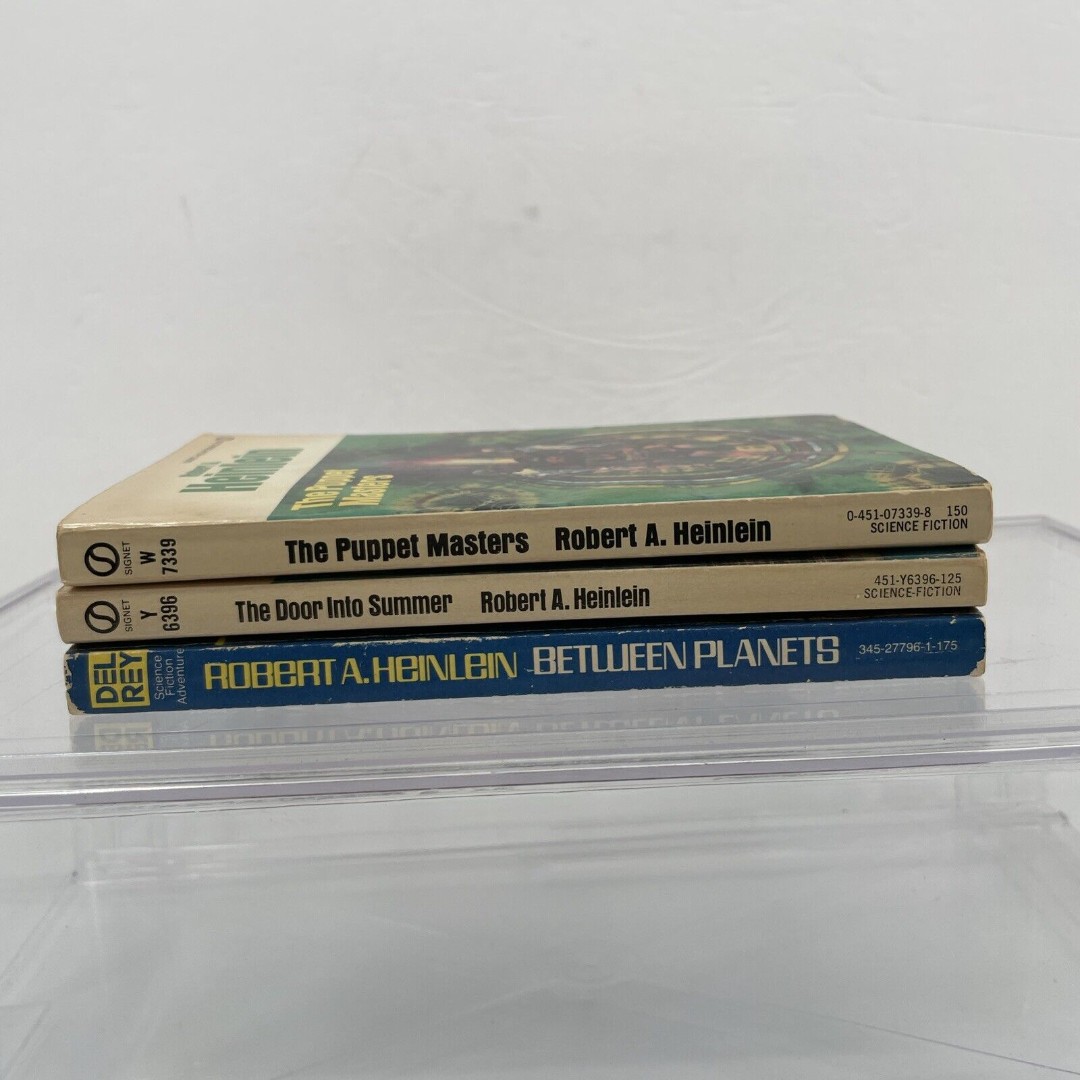 Heinlein
The Puppet
Masters
SIGNET
W
7339
The Puppet Masters Robert A. Heinlein
0-451-07339-8 150
SCIENCE FICTION
SIGNET
Y
6396
The Door Into Summer Robert A. Heinlein
451-Y6396-125
SCIENCE-FICTION
DEL
REY
Science
Fiction
Adventure
ROBERT A. HEINLEIN BETWEEN PLANETS
345-27796-1-175